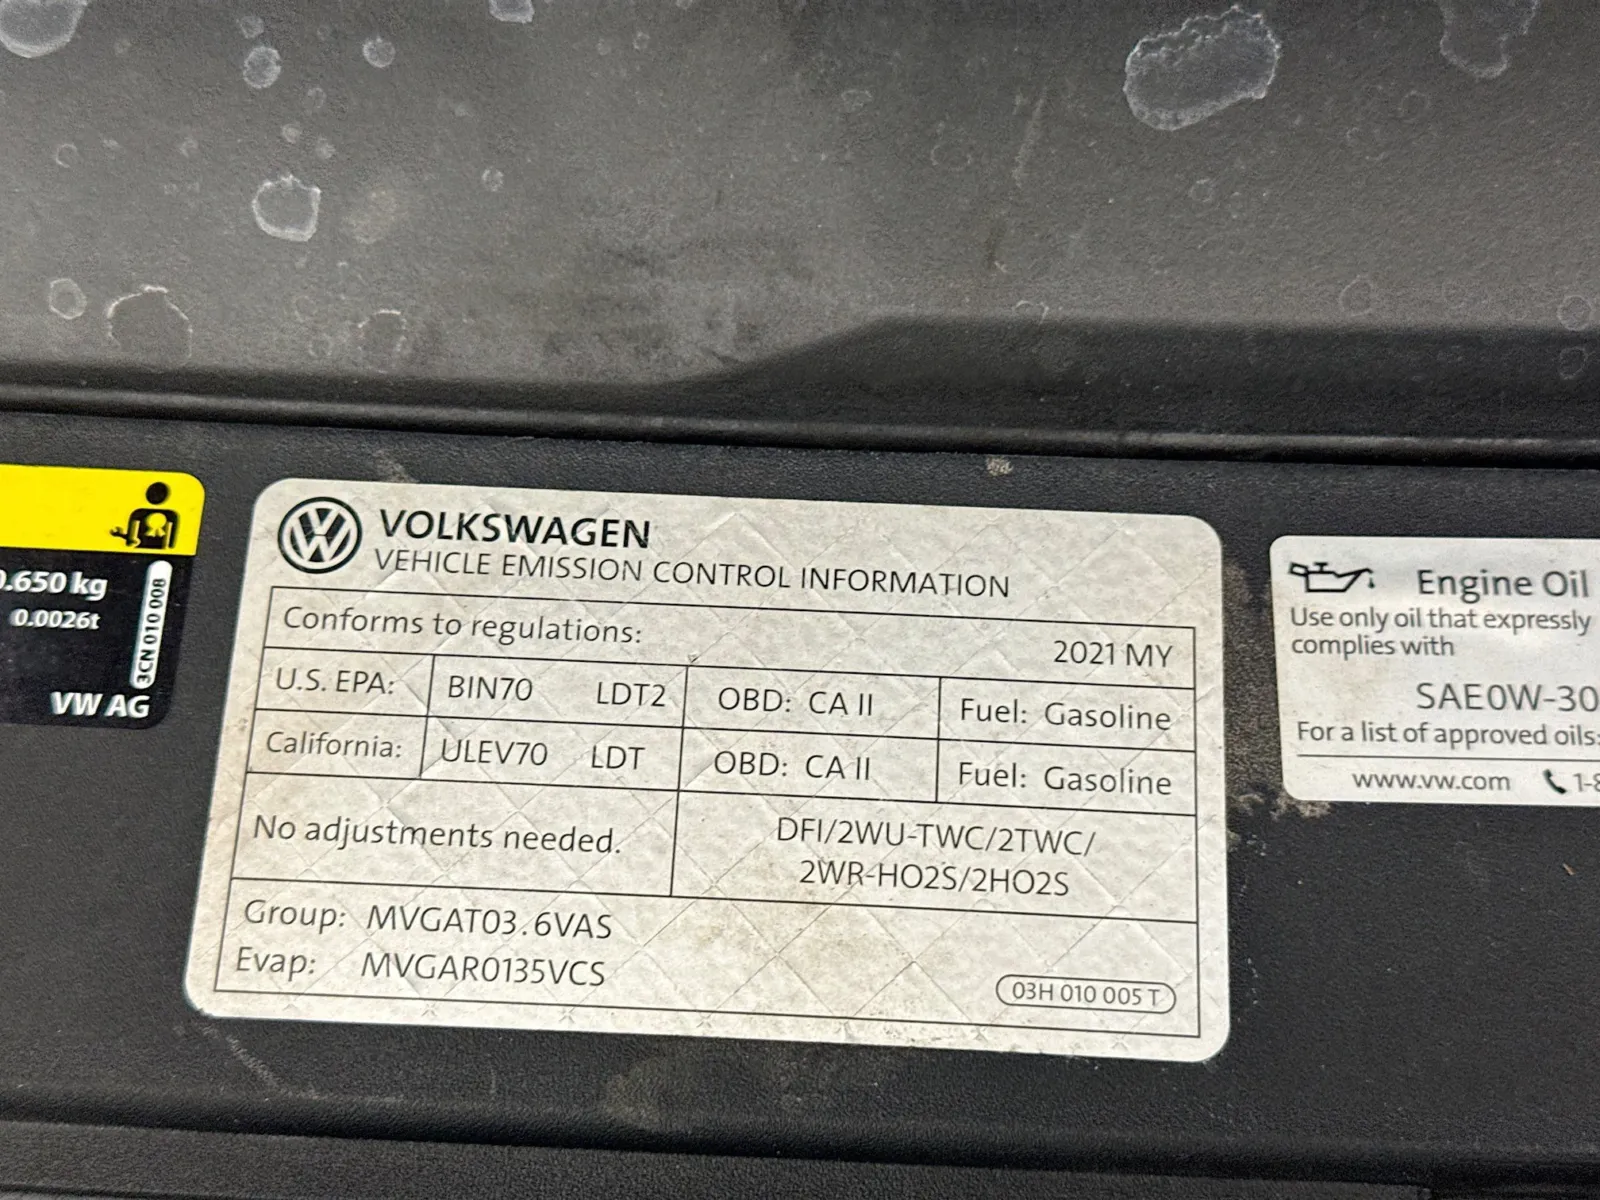 0.650 kg
0.0026t
3CN 010 008
VW AG
VOLKSWAGEN
VEHICLE EMISSION CONTROL INFORMATION
Conforms to regulations: 2021 MY
U.S. EPA: BIN70 LDT2 OBD: CA II Fuel: Gasoline
California: ULEV70 LDT OBD: CA II Fuel: Gasoline
No adjustments needed.
DFI/2WU-TWC/2TWC/
2WR-HO2S/2HO2S
Group: MVGAT03.6VAS
Evap: MVGAR0135VCS
03H 010 005 T
Engine Oil
Use only oil that expressly
complies with
SAE0W-30
For a list of approved oils:
www.vw.com 1-8